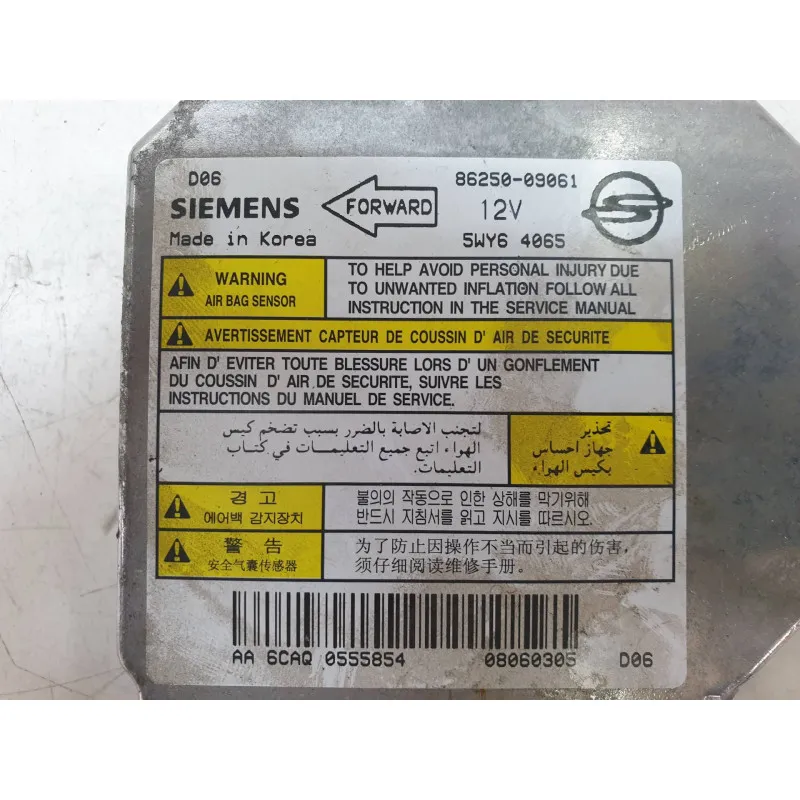 D06
SIEMENS
Made in Korea
FORWARD
86250-09061
12V
5WY6 4065
WARNING
AIR BAG SENSOR
TO HELP AVOID PERSONAL INJURY DUE
TO UNWANTED INFLATION FOLLOW ALL
INSTRUCTION IN THE SERVICE MANUAL
AVERTISSEMENT CAPTEUR DE COUSSIN D' AIR DE SECURITE
AFIN D' EVITER TOUTE BLESSURE LORS D' UN GONFLEMENT
DU COUSSIN D' AIR DE SECURITE, SUIVRE LES
INSTRUCTIONS DU MANUEL DE SERVICE.
تحذير
جهاز احساس
بكيس الهواء
لتجنب الاصابة بالضرر بسبب تضخم كيس
الهواء اتبع جميع التعليمات في كتاب
التعليمات.
경 고
에어백 감지장치
불의의 작동으로 인한 상해를 막기위해
반드시 지침서를 읽고 지시를 따르시오.
警 告
安全气囊传感器
为了防止因操作不当而引起的伤害,
须仔细阅读维修手册.
AA 6CAQ 0555854
08060305
D06